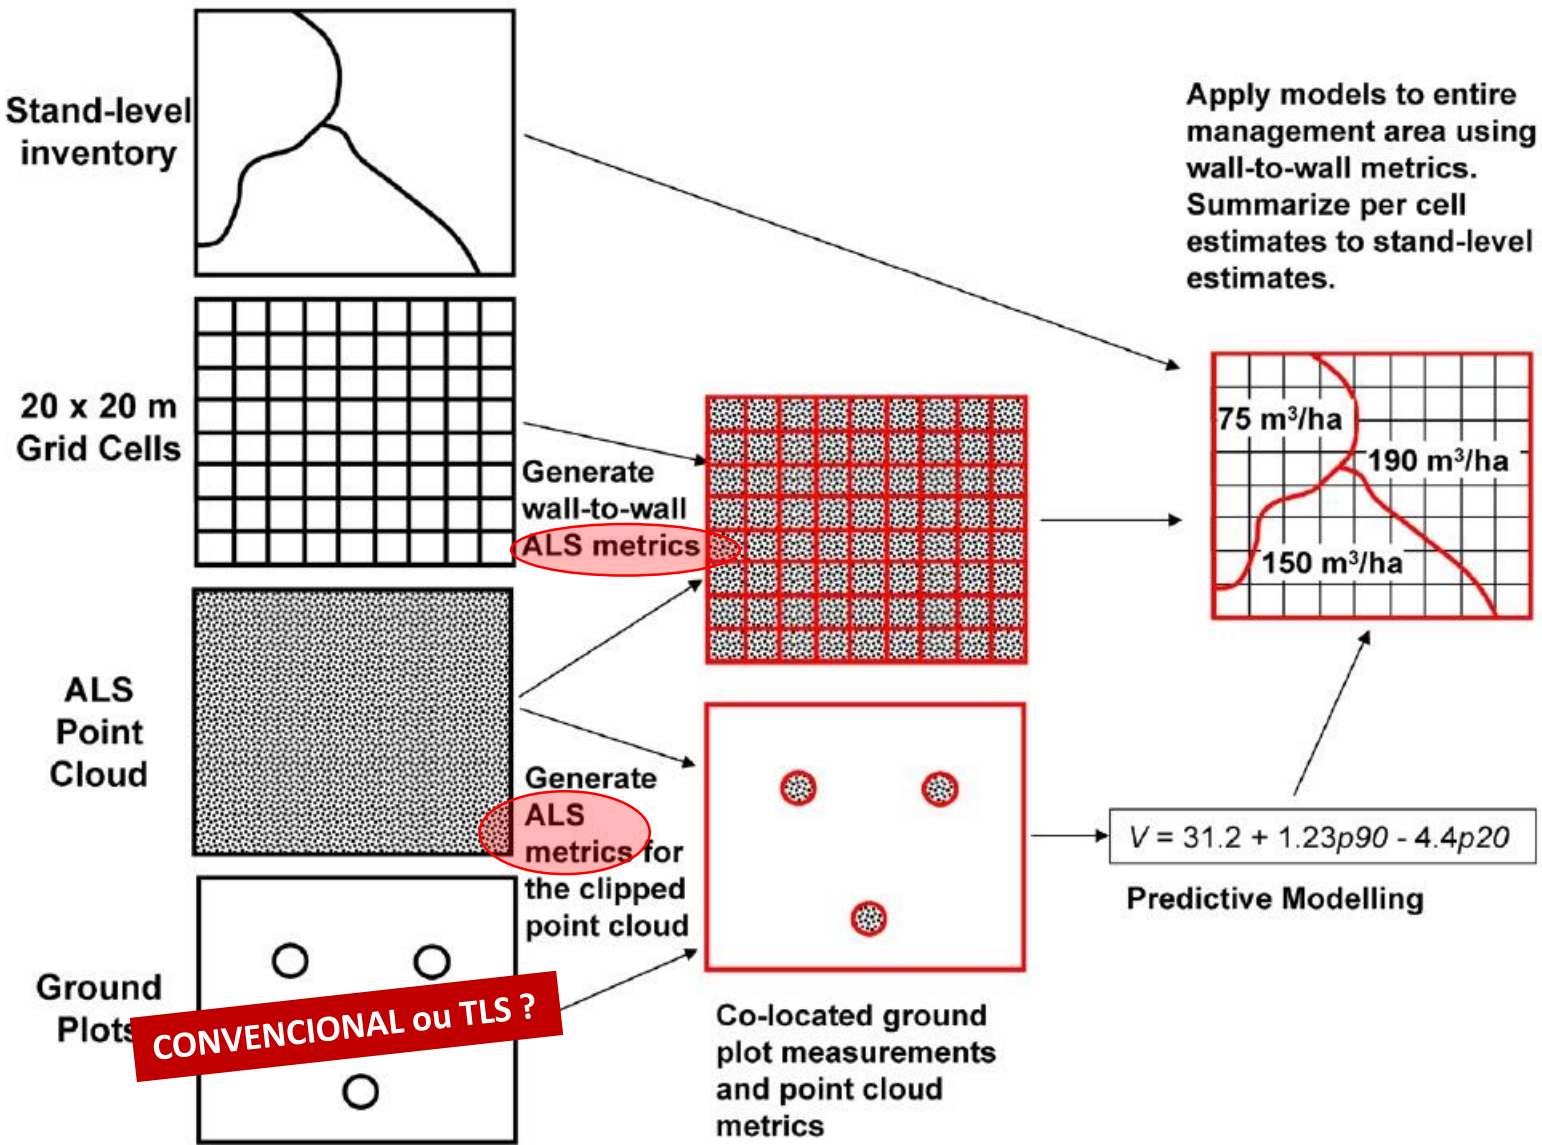 Stand-level
inventory
20 x 20 m
Grid Cells
ALS
Point
Cloud
Ground
Plots
CONVENCIONAL ou TLS ?
Generate
wall-to-wall
ALS metrics
Generate
ALS
metrics for
the clipped
point cloud
Co-located ground
plot measurements
and point cloud
metrics
V = 31.2 + 1.23p90 - 4.4p20
Predictive Modelling
Apply models to entire
management area using
wall-to-wall metrics.
Summarize per cell
estimates to stand-level
estimates.
75 m³/ha
190 m³/ha
150 m³/ha